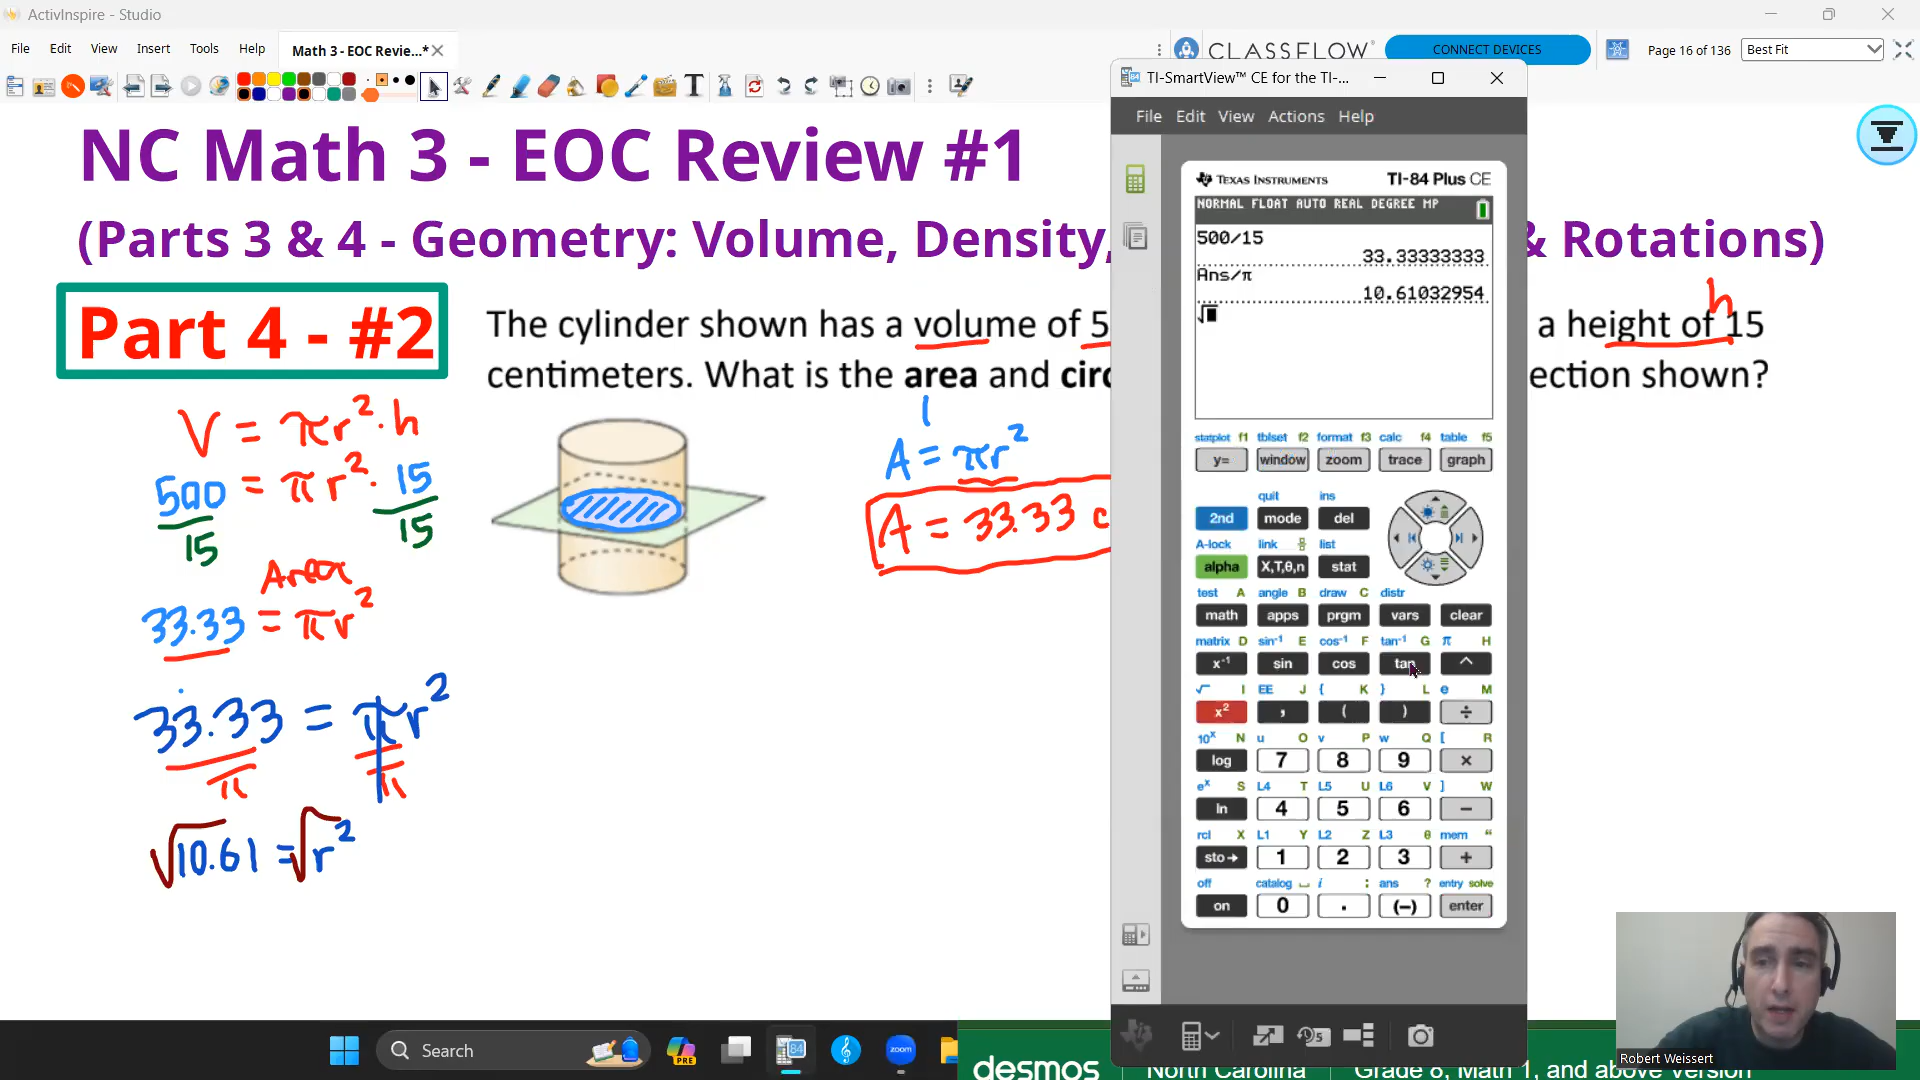 ActivInspire - Studio
File Edit View Insert Tools Help
Math 3 - EOC Revie...*
CLASSFLOW
CONNECT DEVICES
Page 16 of 136
Best Fit
NC Math 3 - EOC Review #1
(Parts 3 & 4 - Geometry: Volume, Density, & Rotations)
Part 4 - #2
The cylinder shown has a volume of 5 a height of 15
centimeters. What is the area and circ ection shown?
h
V = πr²·h
500 = πr²·15
15 15
Area
33.33 = πr²
33.33 = πr²
π π
√10.61 = √r²
A = πr²
A = 33.33 c
TI-SmartView™ CE for the TI-...
File Edit View Actions Help
TEXAS INSTRUMENTS TI-84 Plus CE
NORMAL FLOAT AUTO REAL DEGREE MP
500/15
33.33333333
Ans/π
10.61032954
√
statplot f1 tblset f2 format f3 calc f4 table f5
y= window zoom trace graph
quit ins
2nd mode del
A-lock link list
alpha X,T,θ,n stat
test A angle B draw C distr
math apps prgm vars clear
matrix D sin⁻¹ E cos⁻¹ F tan⁻¹ G π H
x⁻¹ sin cos tan ^
√ I EE J { K } L e M
x² , ( ) ÷
10ˣ N u O v P w Q [ R
log 7 8 9 ×
eˣ S L4 T L5 U L6 V ] W
ln 4 5 6 −
rcl X L1 Y L2 Z L3 θ mem "
sto→ 1 2 3 +
off catalog i : ans ? entry solve
on 0 . (−) enter
Robert Weissert
Search
PRE
84
zoom
desmos
North Carolina
Grade 8, Math 1, and above Version